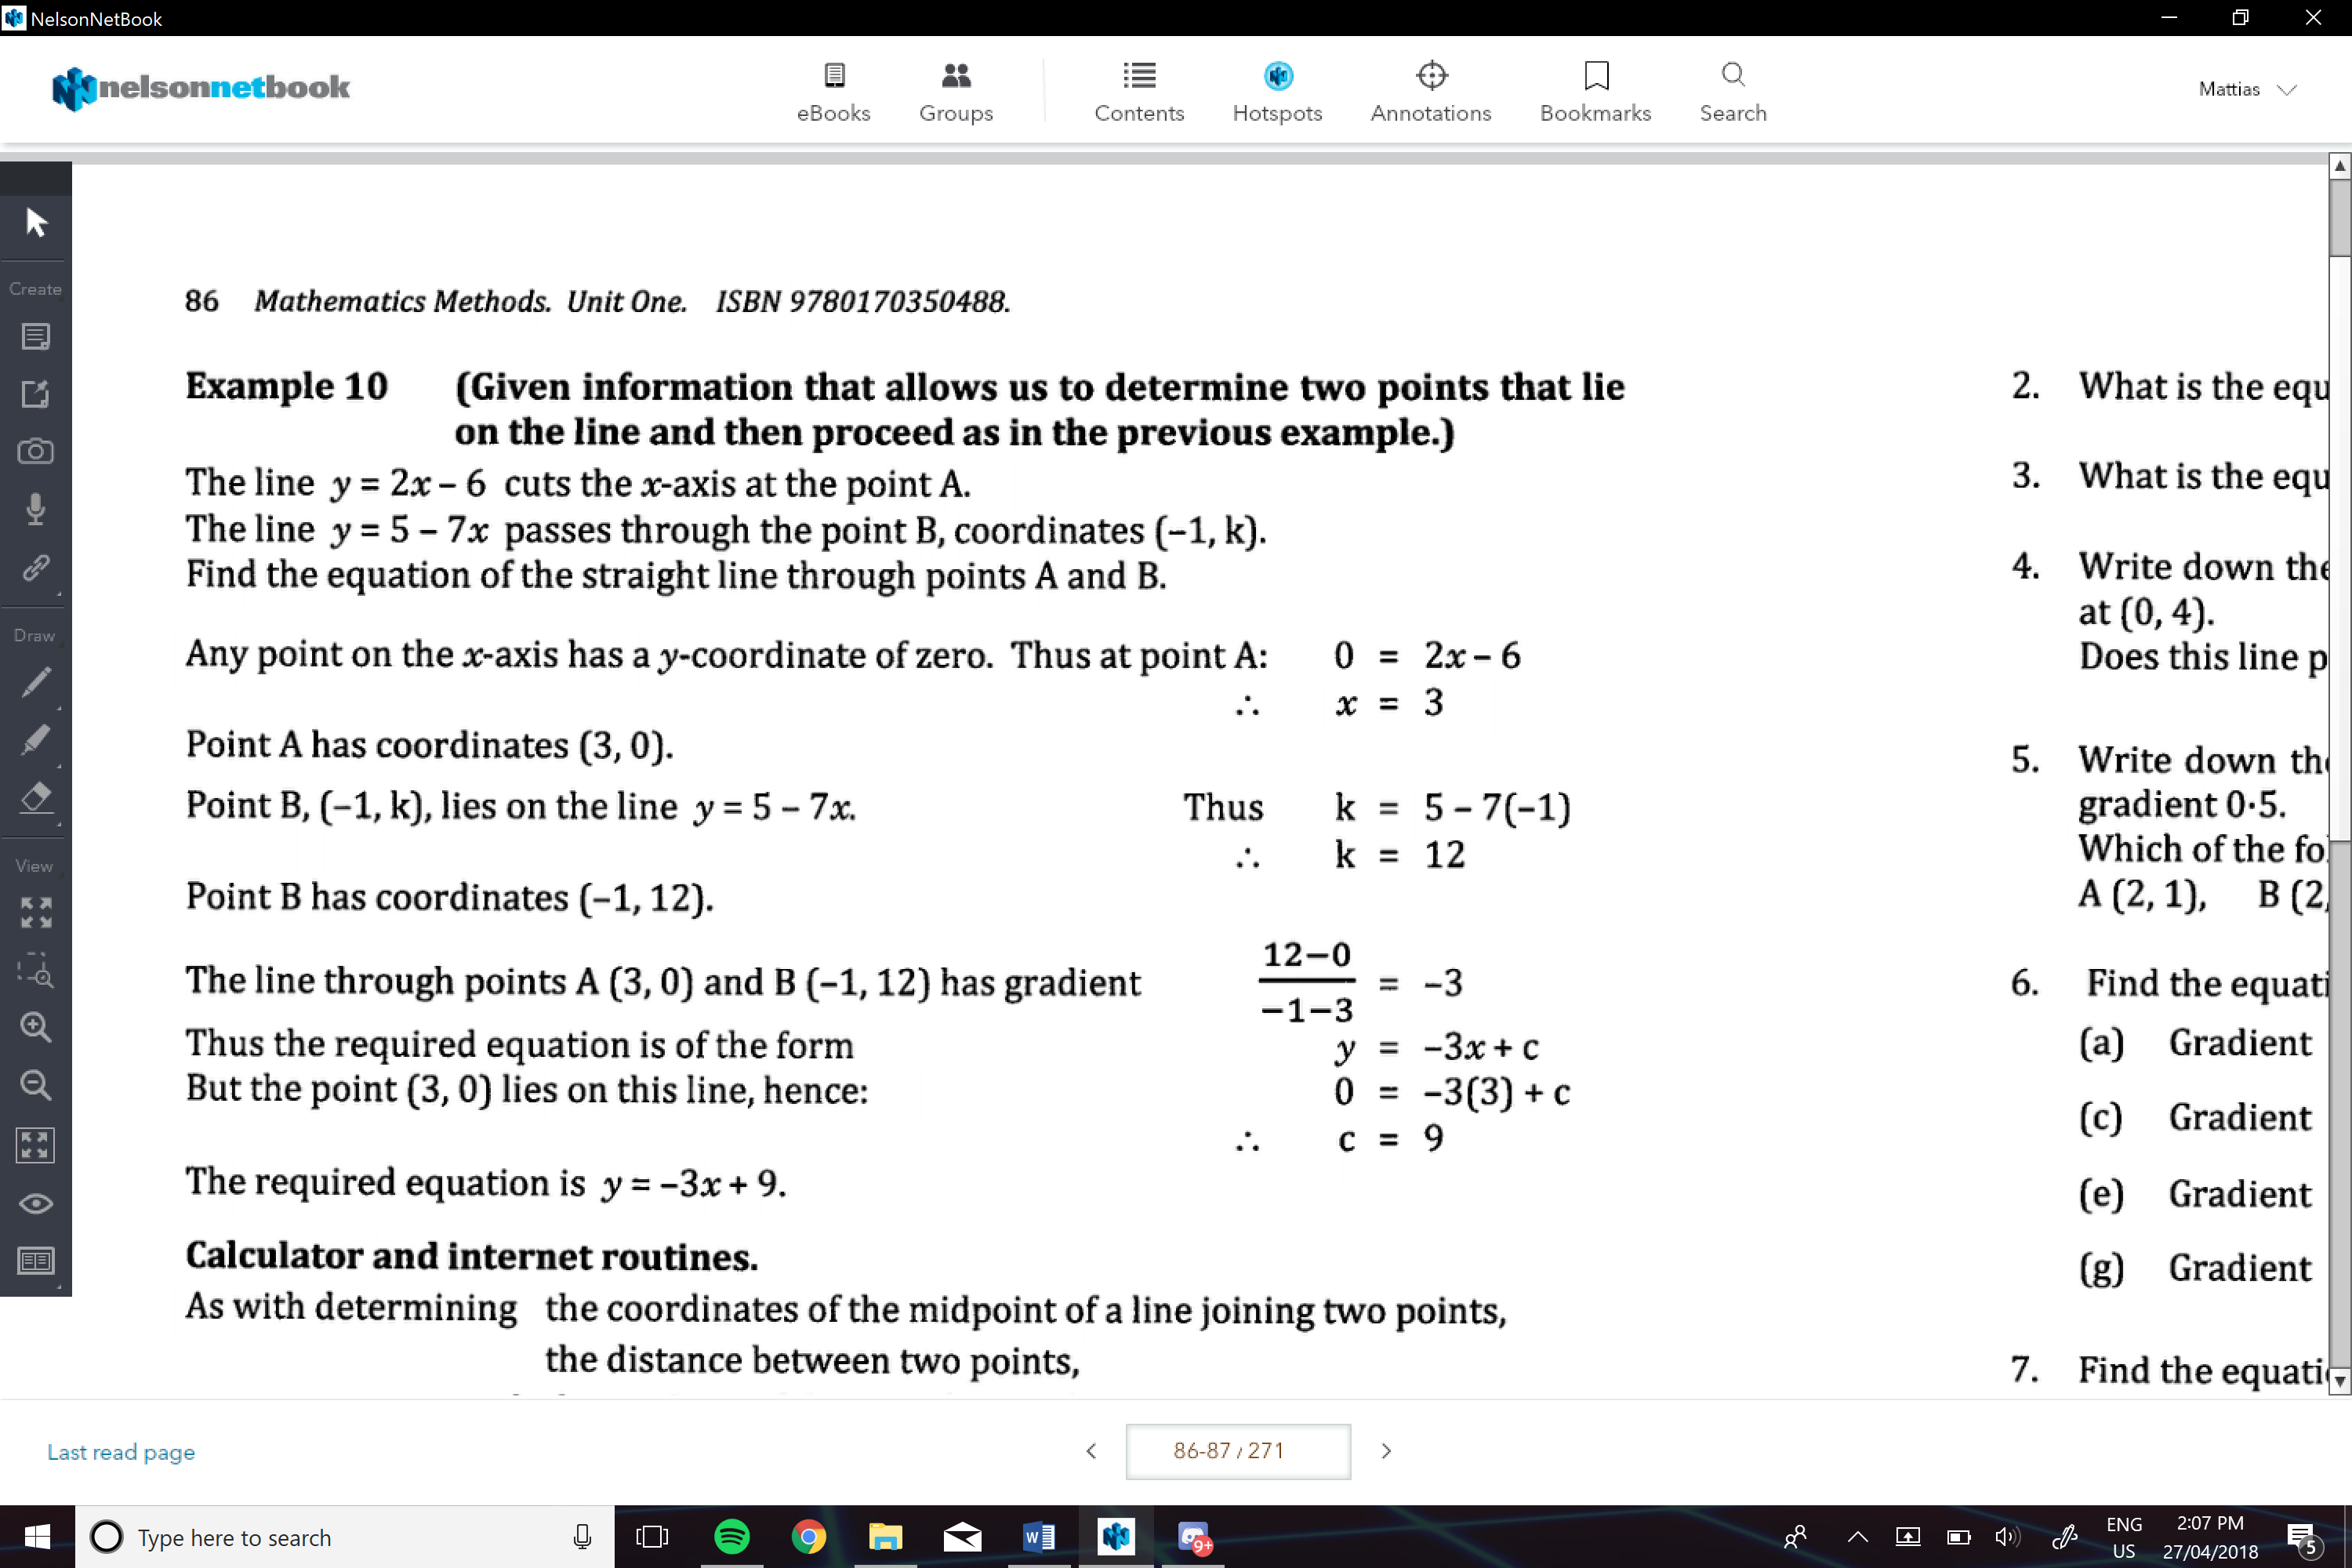 NelsonNetBook
nelsonnetbook
eBooks Groups Contents Hotspots Annotations Bookmarks Search
Mattias
Create
Draw
View
86 Mathematics Methods. Unit One. ISBN 9780170350488.
Example 10 (Given information that allows us to determine two points that lie
on the line and then proceed as in the previous example.)
The line y = 2x – 6 cuts the x-axis at the point A.
The line y = 5 – 7x passes through the point B, coordinates (–1, k).
Find the equation of the straight line through points A and B.
Any point on the x-axis has a y-coordinate of zero. Thus at point A: 0 = 2x – 6
∴ x = 3
Point A has coordinates (3, 0).
Point B, (–1, k), lies on the line y = 5 – 7x. Thus k = 5 – 7(–1)
∴ k = 12
Point B has coordinates (–1, 12).
12–0
The line through points A (3, 0) and B (–1, 12) has gradient = –3
–1–3
Thus the required equation is of the form y = –3x + c
But the point (3, 0) lies on this line, hence: 0 = –3(3) + c
∴ c = 9
The required equation is y = –3x + 9.
Calculator and internet routines.
As with determining the coordinates of the midpoint of a line joining two points,
the distance between two points,
2. What is the equ
3. What is the equ
4. Write down the
at (0, 4).
Does this line p
5. Write down th
gradient 0·5.
Which of the fo
A (2, 1), B (2,
6. Find the equati
(a) Gradient
(c) Gradient
(e) Gradient
(g) Gradient
7. Find the equati
Last read page
86-87 / 271
Type here to search
9+
ENG
US
2:07 PM
27/04/2018
5